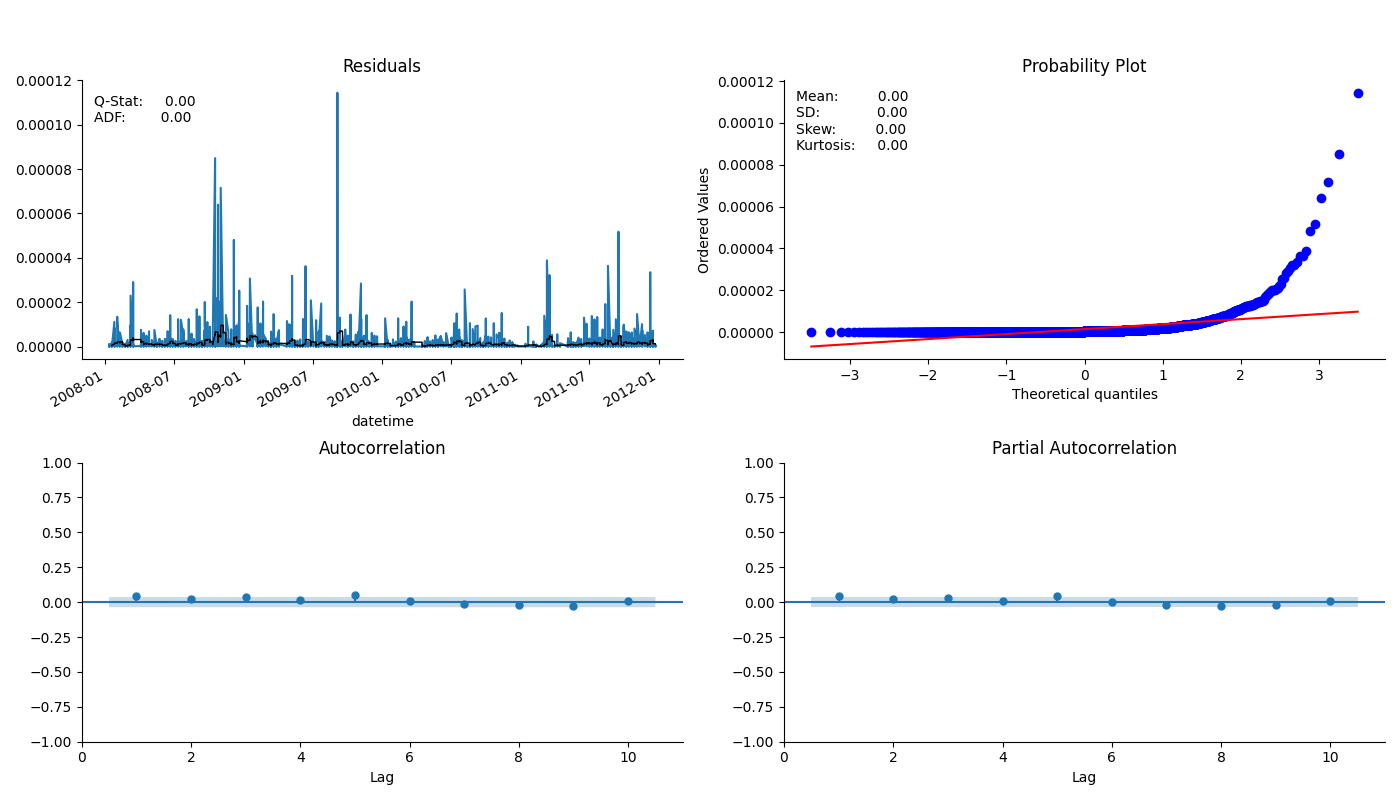 Residuals
0.00012
0.00010
0.00008
0.00006
0.00004
0.00002
0.00000
Q-Stat: 0.00
ADF: 0.00
2008-01 2008-07 2009-01 2009-07 2010-01 2010-07 2011-01 2011-07 2012-01
datetime
Probability Plot
Ordered Values
0.00012
0.00010
0.00008
0.00006
0.00004
0.00002
0.00000
Mean: 0.00
SD: 0.00
Skew: 0.00
Kurtosis: 0.00
−3 −2 −1 0 1 2 3
Theoretical quantiles
Autocorrelation
1.00
0.75
0.50
0.25
0.00
−0.25
−0.50
−0.75
−1.00
0 2 4 6 8 10
Lag
Partial Autocorrelation
1.00
0.75
0.50
0.25
0.00
−0.25
−0.50
−0.75
−1.00
0 2 4 6 8 10
Lag